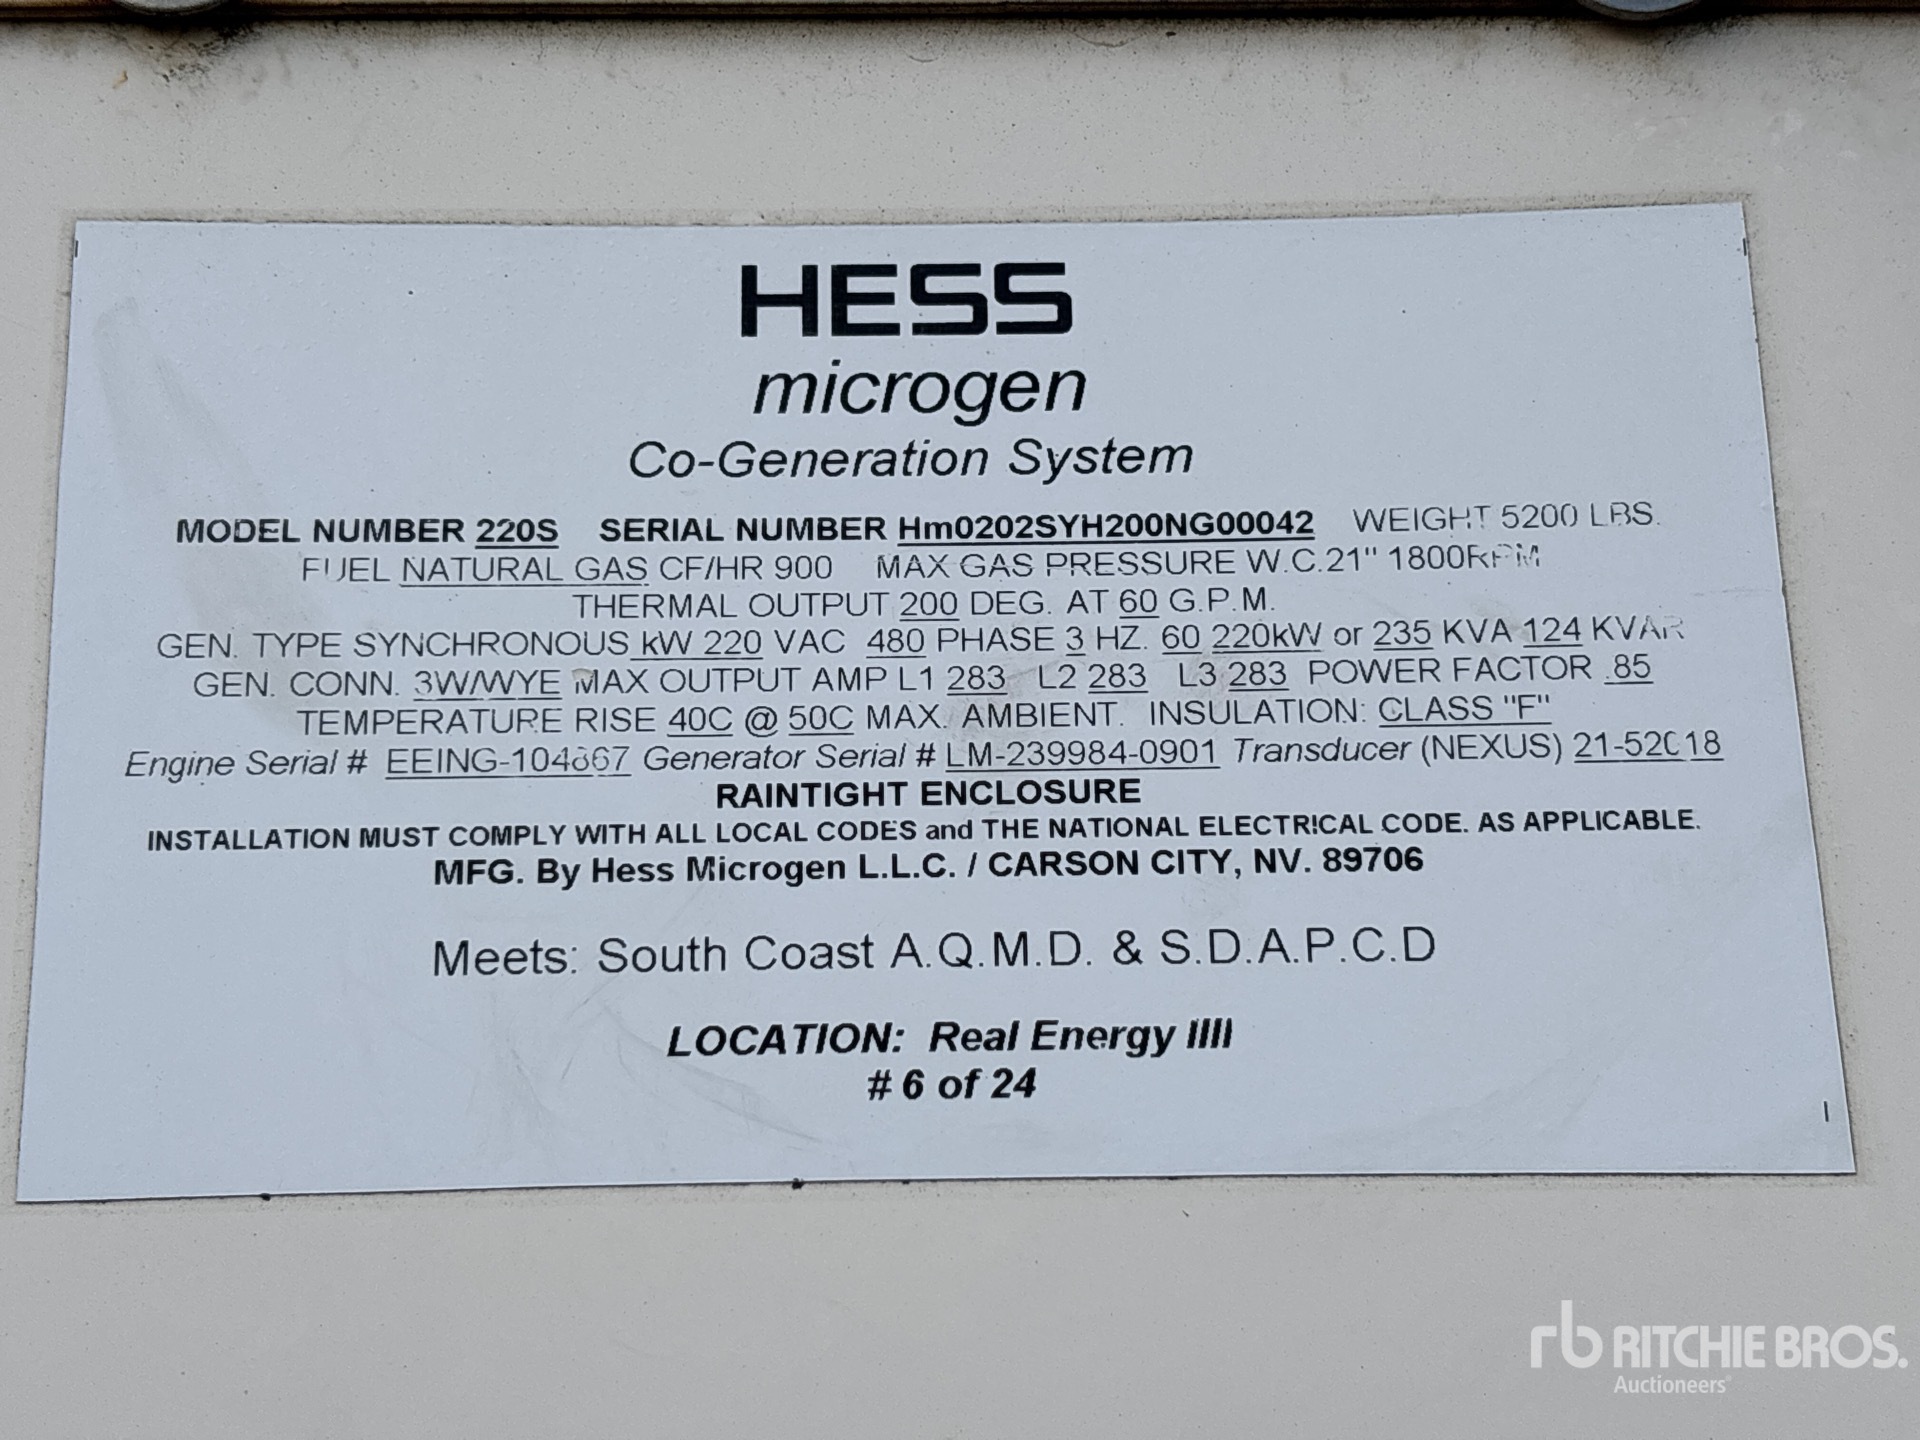 HESS
microgen
Co-Generation System
MODEL NUMBER 220S SERIAL NUMBER Hm0202SYH200NG00042 WEIGHT 5200 LBS.
FUEL NATURAL GAS CF/HR 900 MAX GAS PRESSURE W.C.21" 1800RPM
THERMAL OUTPUT 200 DEG. AT 60 G.P.M.
GEN. TYPE SYNCHRONOUS kW 220 VAC 480 PHASE 3 HZ. 60 220kW or 235 KVA 124 KVAR
GEN. CONN. 3W/WYE MAX OUTPUT AMP L1 283 L2 283 L3 283 POWER FACTOR .85
TEMPERATURE RISE 40C @ 50C MAX. AMBIENT. INSULATION: CLASS "F"
Engine Serial # Generator Serial # LM-239984-0901 Transducer (NEXUS) 21-52018
RAINTIGHT ENCLOSURE
INSTALLATION MUST COMPLY WITH ALL LOCAL CODES and THE NATIONAL ELECTRICAL CODE. AS APPLICABLE.
MFG. By Hess Microgen L.L.C. / CARSON CITY, NV. 89706
Meets: South Coast A.Q.M.D. & S.D.A.P.C.D
LOCATION: Real Energy IIII
# 6 of 24
rb RITCHIE BROS.
Auctioneers